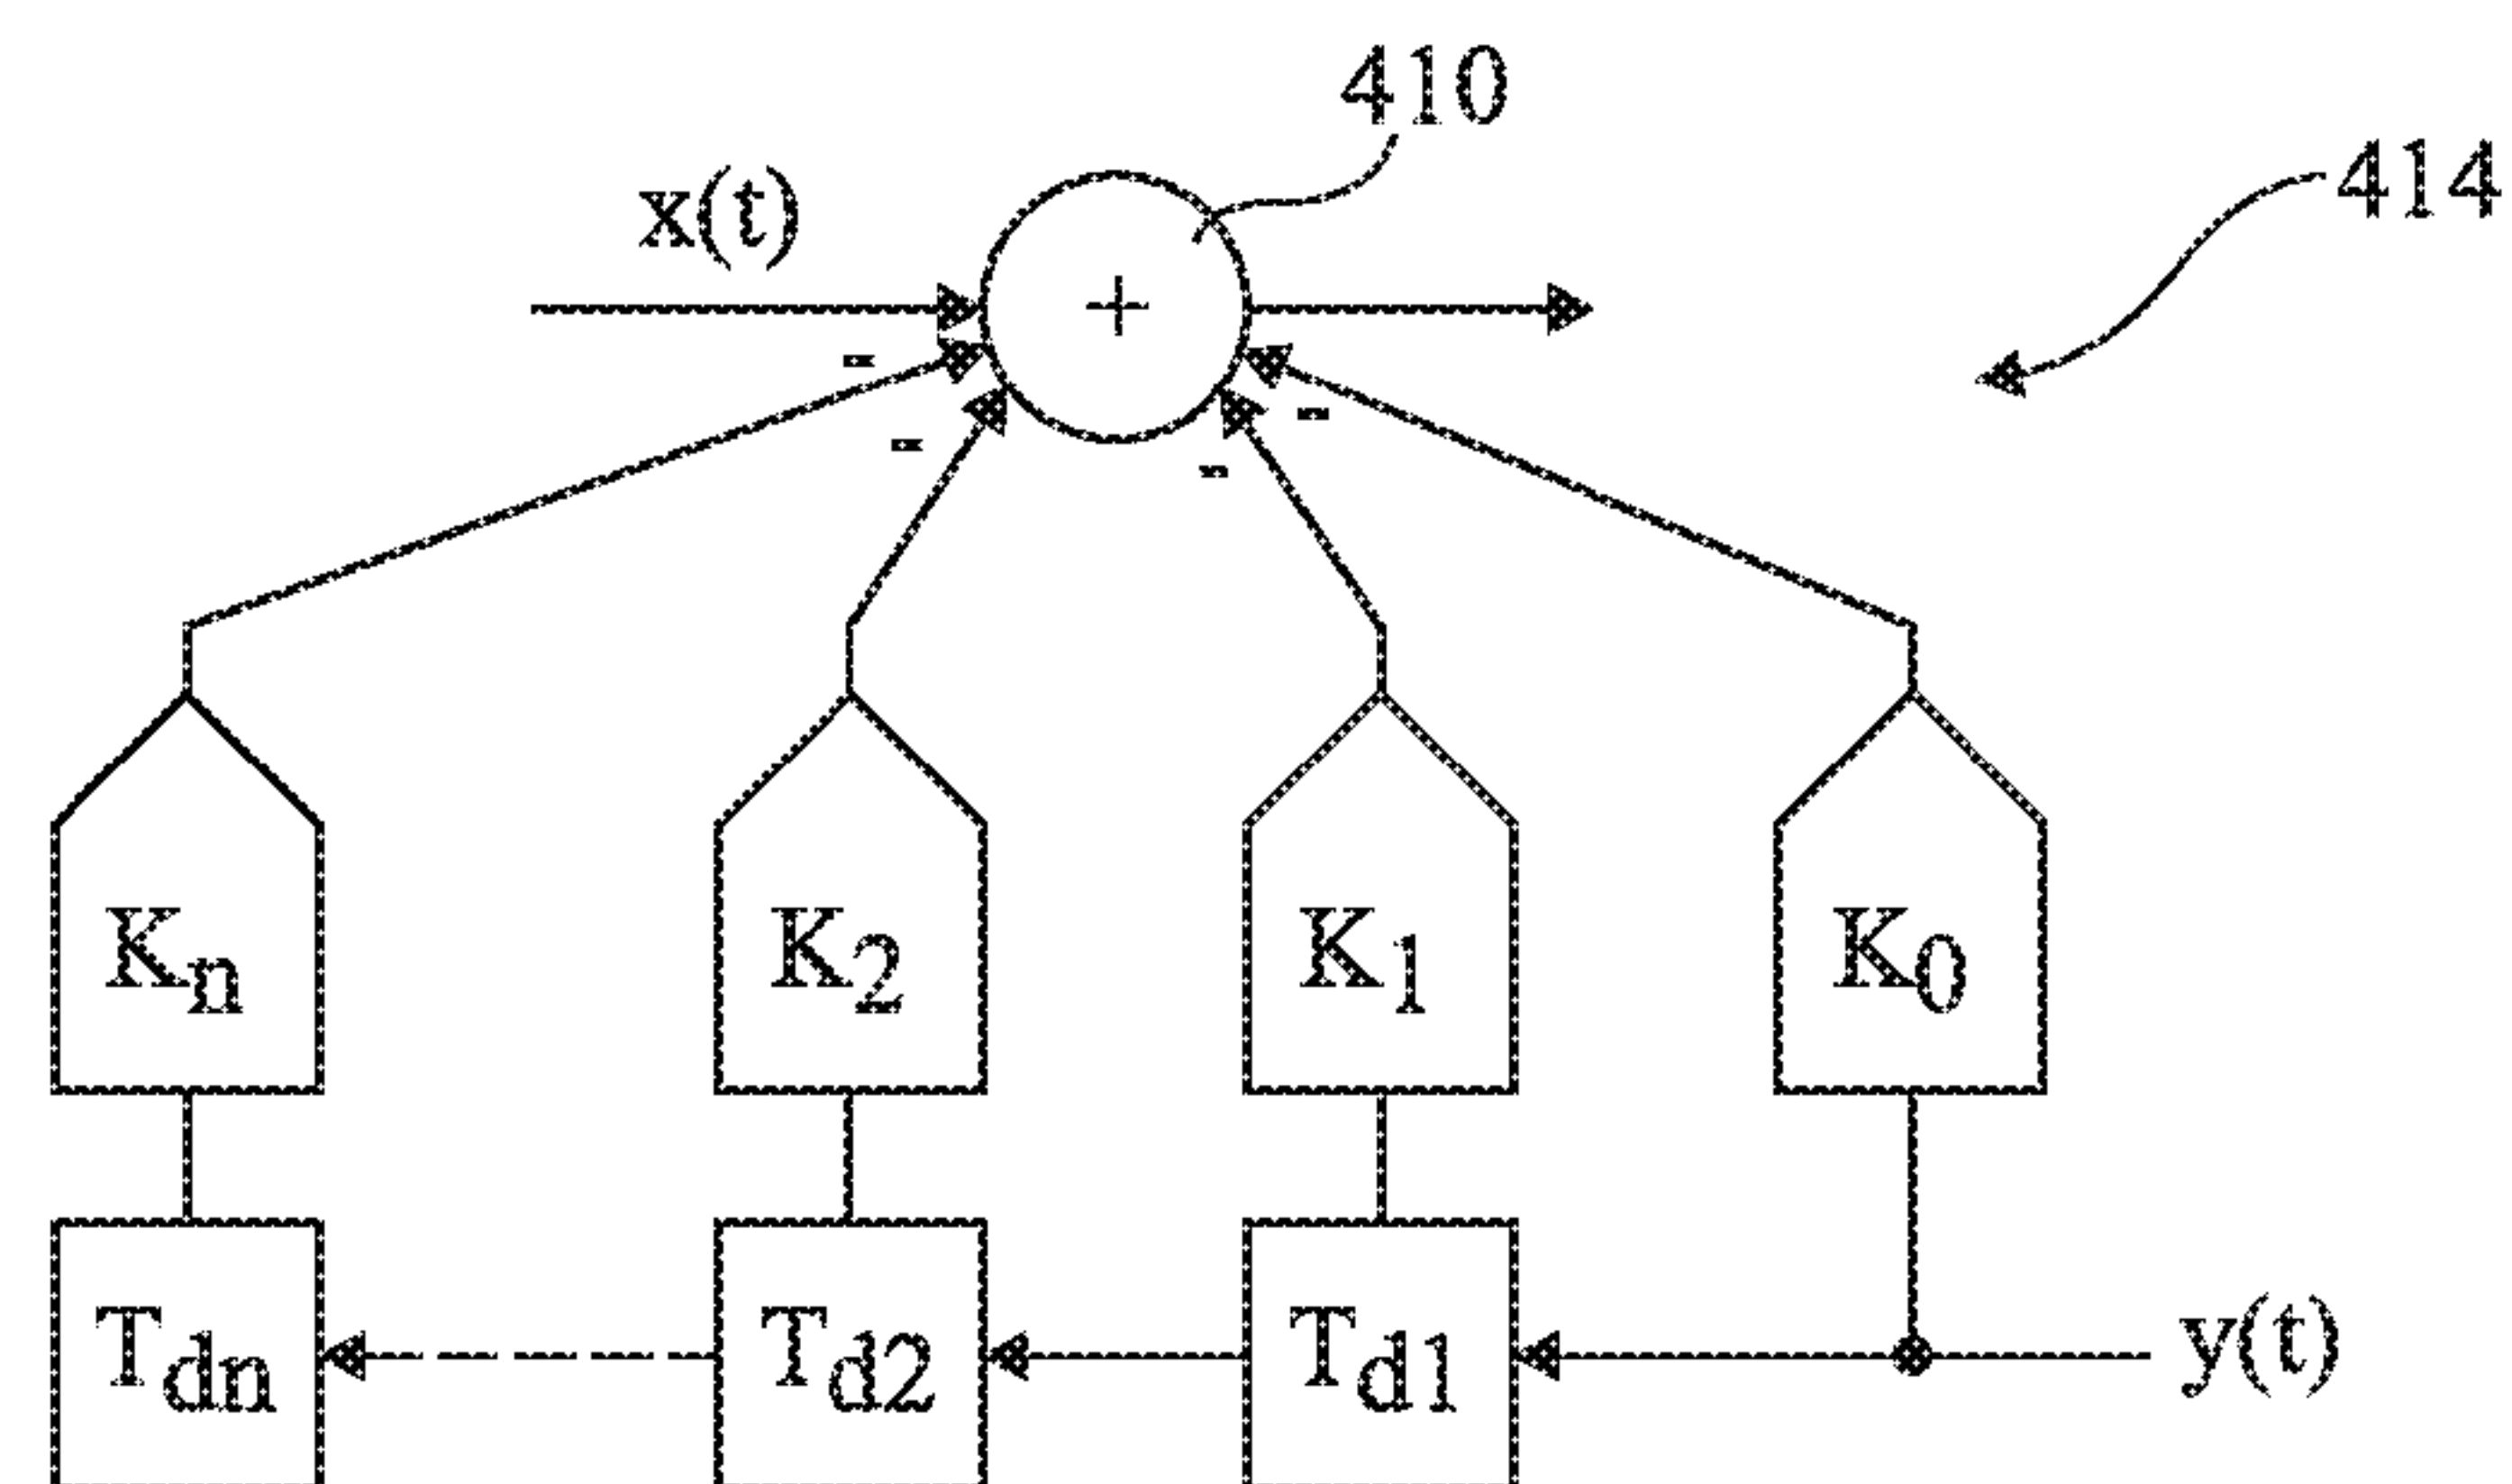 410
414
x(t)
+
-
-
-
-
Kn
K2
K1
K0
Tdn
Td2
Td1
y(t)